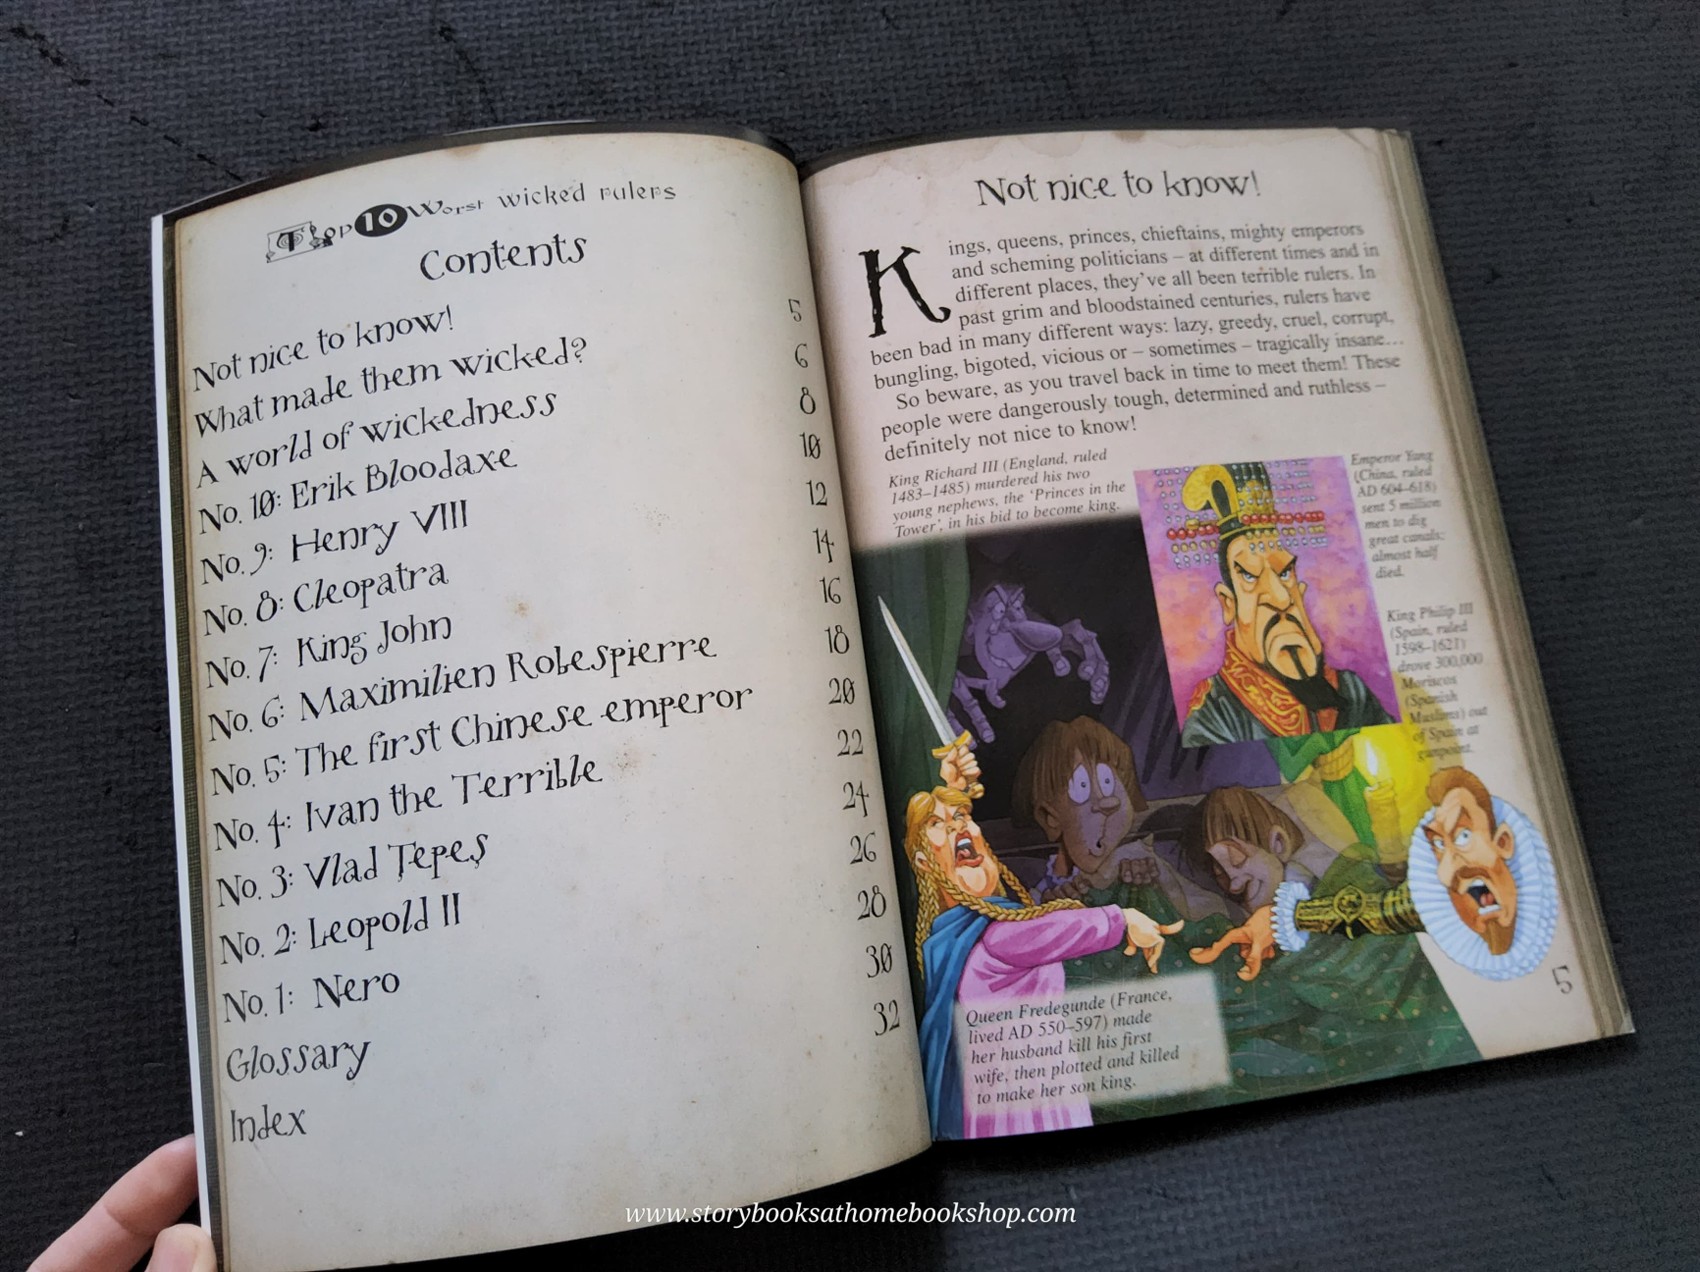 Top 10 Worst wicked rulers
Contents
Not nice to know! 5
What made them wicked? 6
A world of wickedness 8
No. 10: Erik Bloodaxe 10
No. 9: Henry VIII 12
No. 8: Cleopatra 14
No. 7: King John 16
No. 6: Maximilien Robespierre 18
No. 5: The first Chinese emperor 20
No. 4: Ivan the Terrible 22
No. 3: Vlad Ţepeş 24
No. 2: Leopold II 26
No. 1: Nero 28
Glossary 30
Index 32
Not nice to know!
Kings, queens, princes, chieftains, mighty emperors
and scheming politicians – at different times and in
different places, they've all been terrible rulers. In
past grim and bloodstained centuries, rulers have
been bad in many different ways: lazy, greedy, cruel, corrupt,
bungling, bigoted, vicious or – sometimes – tragically insane…
So beware, as you travel back in time to meet them! These
people were dangerously tough, determined and ruthless –
definitely not nice to know!
King Richard III (England, ruled
1483–1485) murdered his two
young nephews, the 'Princes in the
Tower', in his bid to become king.
Emperor Yang
(China, ruled
AD 604–618)
sent 5 million
men to dig
great canals;
almost half
died.
King Philip III
(Spain, ruled
1598–1621)
drove 300,000
Moriscos
(Spanish
Muslims) out
of Spain at
gunpoint.
Queen Fredegunde (France,
lived AD 550–597) made
her husband kill his first
wife, then plotted and killed
to make her son king.
5
www.storybooksathomebookshop.com